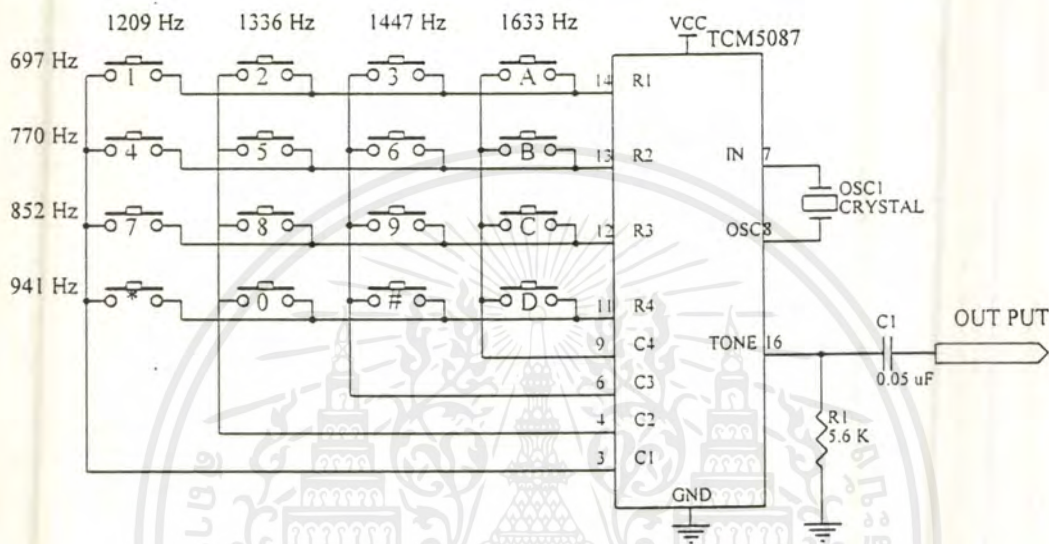 1209 Hz 1336 Hz 1447 Hz 1633 Hz
VCC TCM5087
697 Hz 1 2 3 A 14 R1
770 Hz 4 5 6 B 13 R2
IN 7
852 Hz 7 8 9 C 12 R3
OSC1
CRYSTAL
OSC8
941 Hz * 0 # D 11 R4
9 C4
TONE 16
C1
0.05 uF
OUT PUT
6 C3
4 C2
3 C1
R1
5.6 K
GND